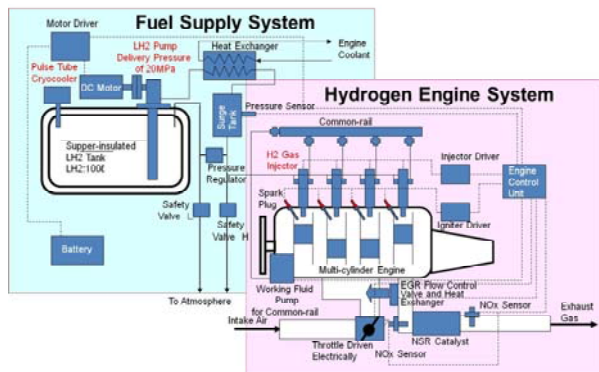 Fuel Supply System
Motor Driver
LH2 Pump
Delivery Pressure
of 20MPa
Heat Exchanger
Engine
Coolant
Pulse Tube
Cryocooler
DC Motor
Surge
Tank
Pressure Sensor
Hydrogen Engine System
Common-rail
Supper-insulated
LH2 Tank
LH2:100ℓ
H2 Gas
Injector
Injector Driver
Engine
Control
Unit
Pressure
Regulator
Spark
Plug
Igniter Driver
Safety
Valve L
Safety
Valve H
Battery
Multi-cylinder Engine
Working Fluid
Pump
for Common-rail
EGR Flow Control
Valve and Heat
Exchanger
NOx Sensor
To Atmosphere
Intake Air
Exhaust
Gas
Throttle Driven
Electrically
NOx Sensor
NSR Catalyst